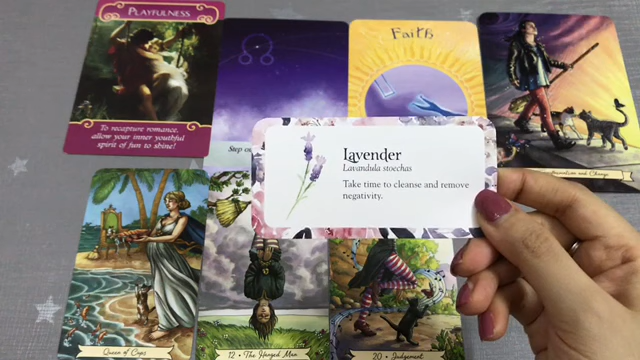 PLAYFULNESS
To recapture romance,
allow your inner youthful
spirit of fun to shine!
Step ou
Faith
and Change
Lavender
Lavandula stoechas
Take time to cleanse and remove
negativity.
Queen of Cups
12 • The Hanged Man
20 • Judgement